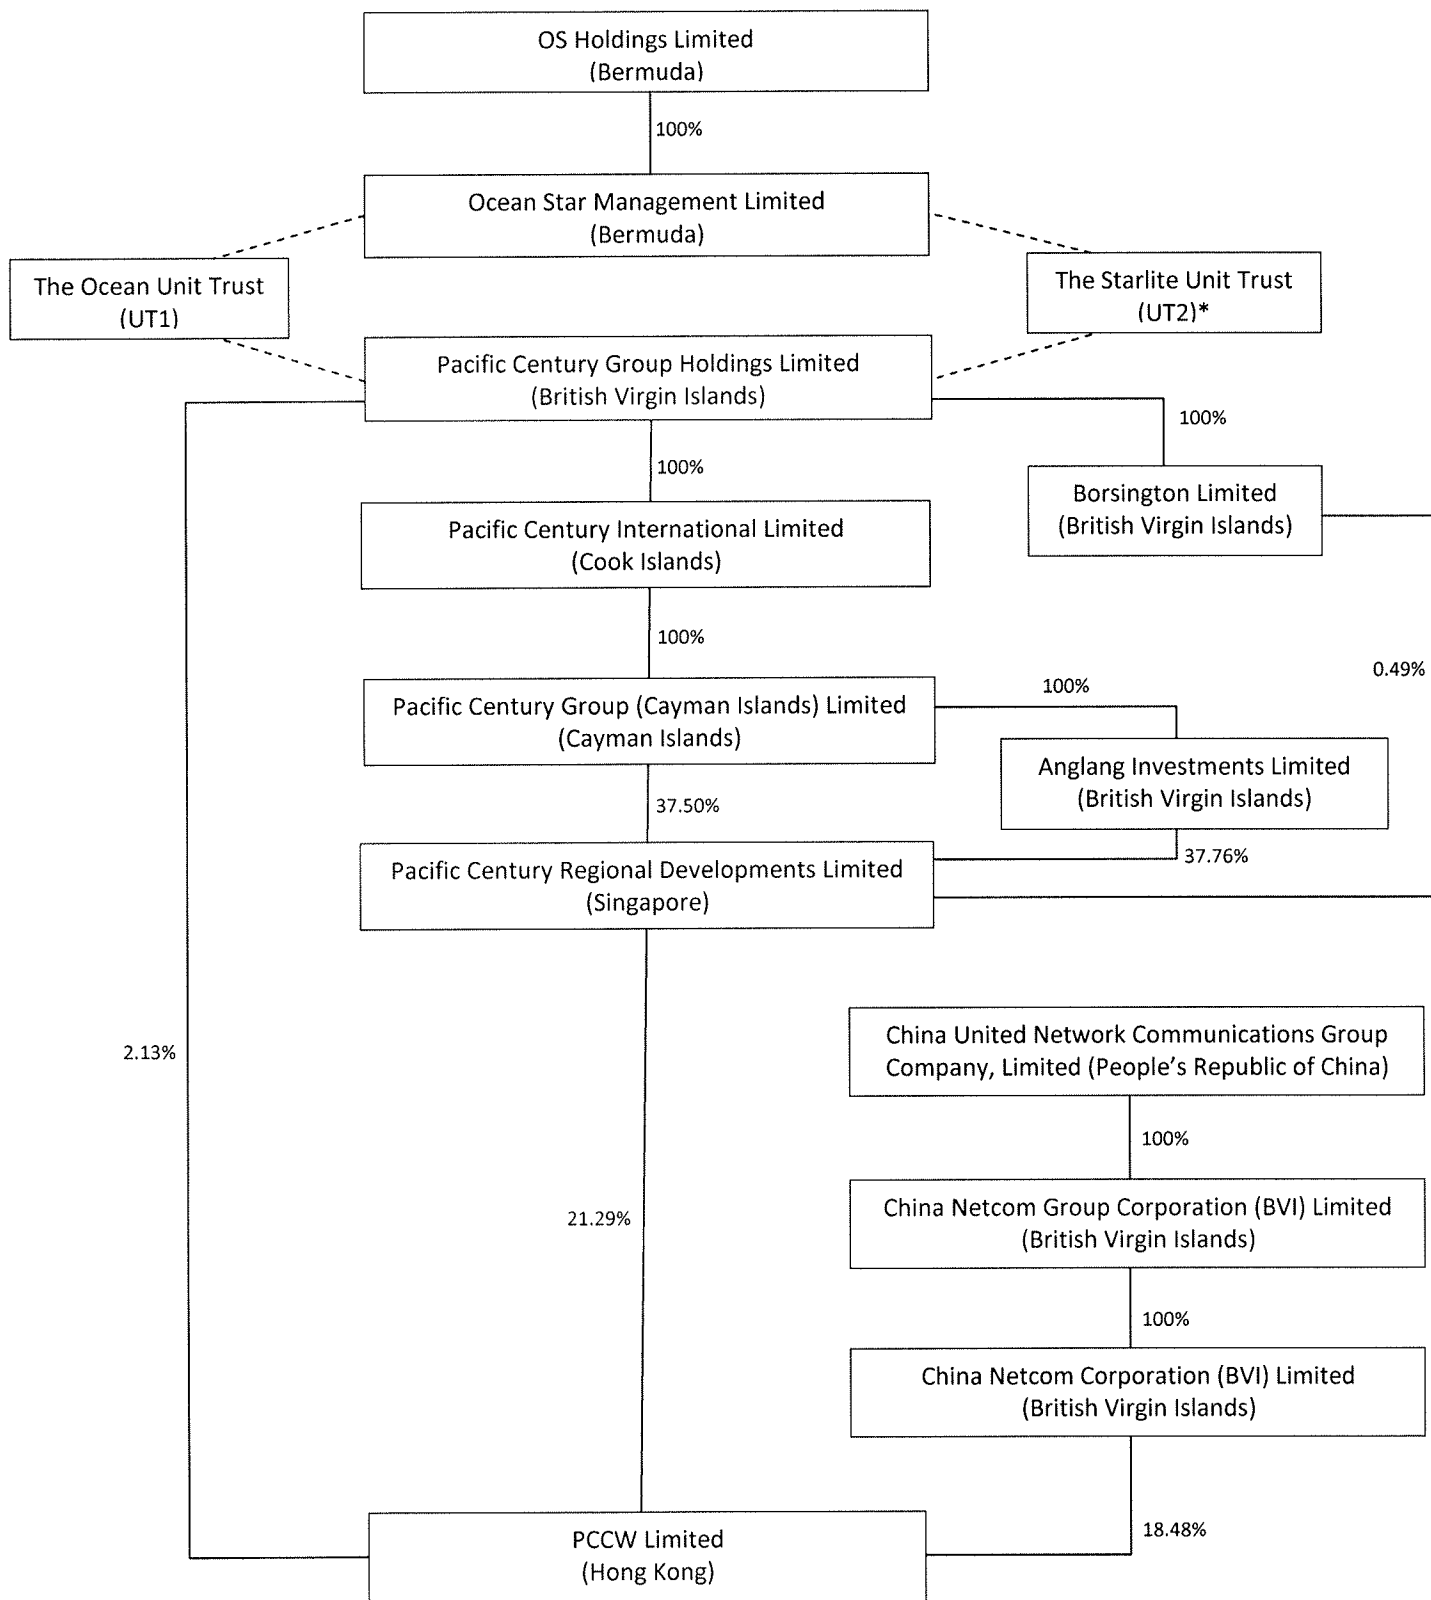 OS Holdings Limited
(Bermuda)
100%
Ocean Star Management Limited
(Bermuda)
The Ocean Unit Trust
(UT1)
The Starlite Unit Trust
(UT2)*
Pacific Century Group Holdings Limited
(British Virgin Islands)
100%
100%
Borsington Limited
(British Virgin Islands)
Pacific Century International Limited
(Cook Islands)
100%
0.49%
100%
Pacific Century Group (Cayman Islands) Limited
(Cayman Islands)
Anglang Investments Limited
(British Virgin Islands)
37.50%
37.76%
Pacific Century Regional Developments Limited
(Singapore)
China United Network Communications Group
Company, Limited (People's Republic of China)
2.13%
100%
China Netcom Group Corporation (BVI) Limited
(British Virgin Islands)
21.29%
100%
China Netcom Corporation (BVI) Limited
(British Virgin Islands)
18.48%
PCCW Limited
(Hong Kong)